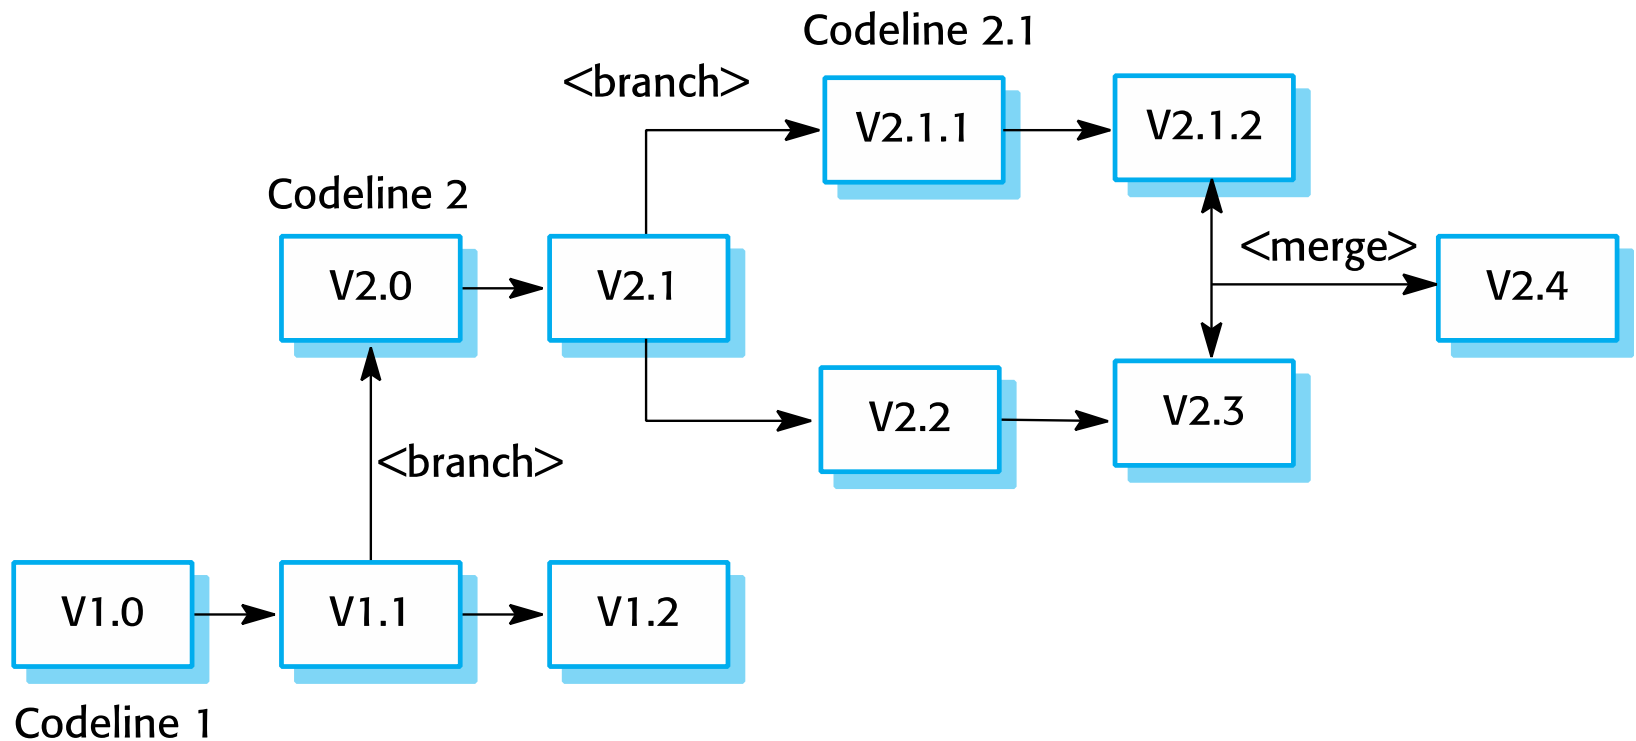 Codeline 2.1
<branch>
V2.1.1
V2.1.2
Codeline 2
V2.0
V2.1
<merge>
V2.4
V2.2
V2.3
<branch>
V1.0
V1.1
V1.2
Codeline 1